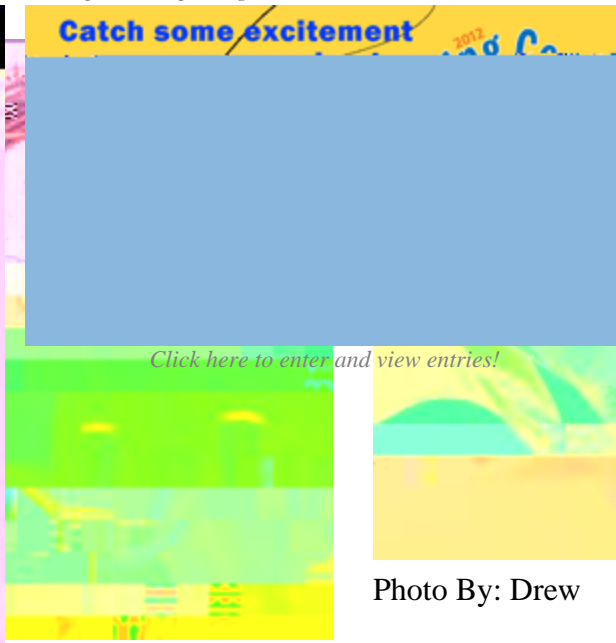 Catch some excitement
2012
Click here to enter and view entries!
Photo By: Drew